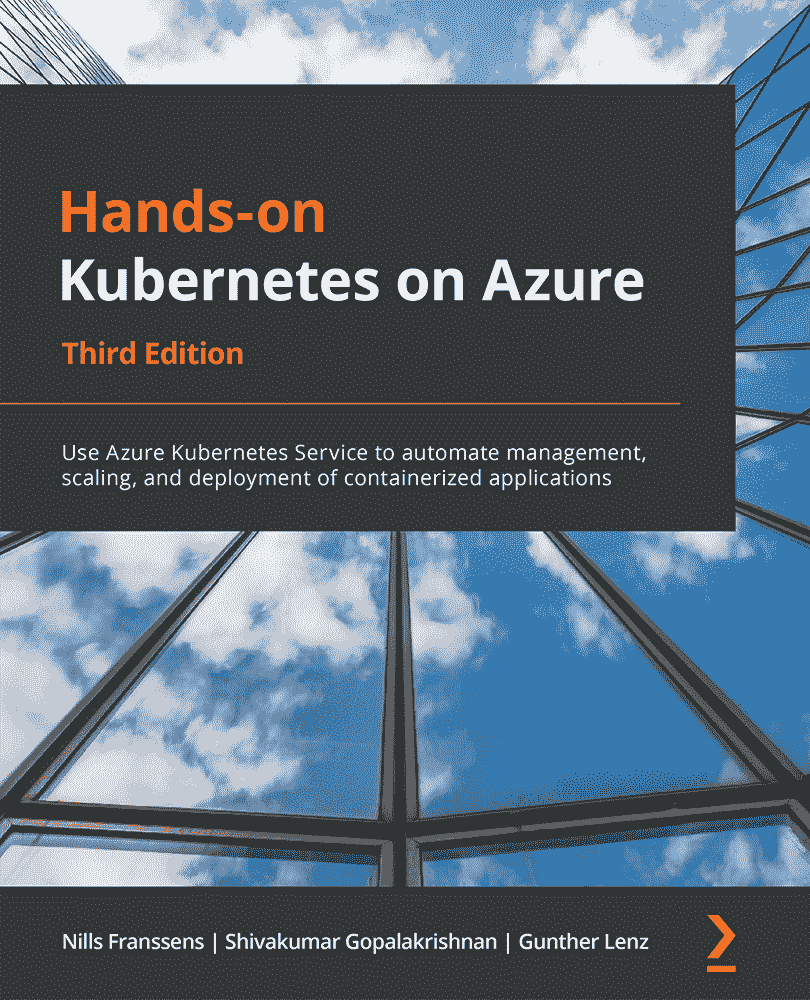 Hands-on
Kubernetes on Azure
Third Edition
Use Azure Kubernetes Service to automate management,
scaling, and deployment of containerized applications
Nills Franssens | Shivakumar Gopalakrishnan | Gunther Lenz